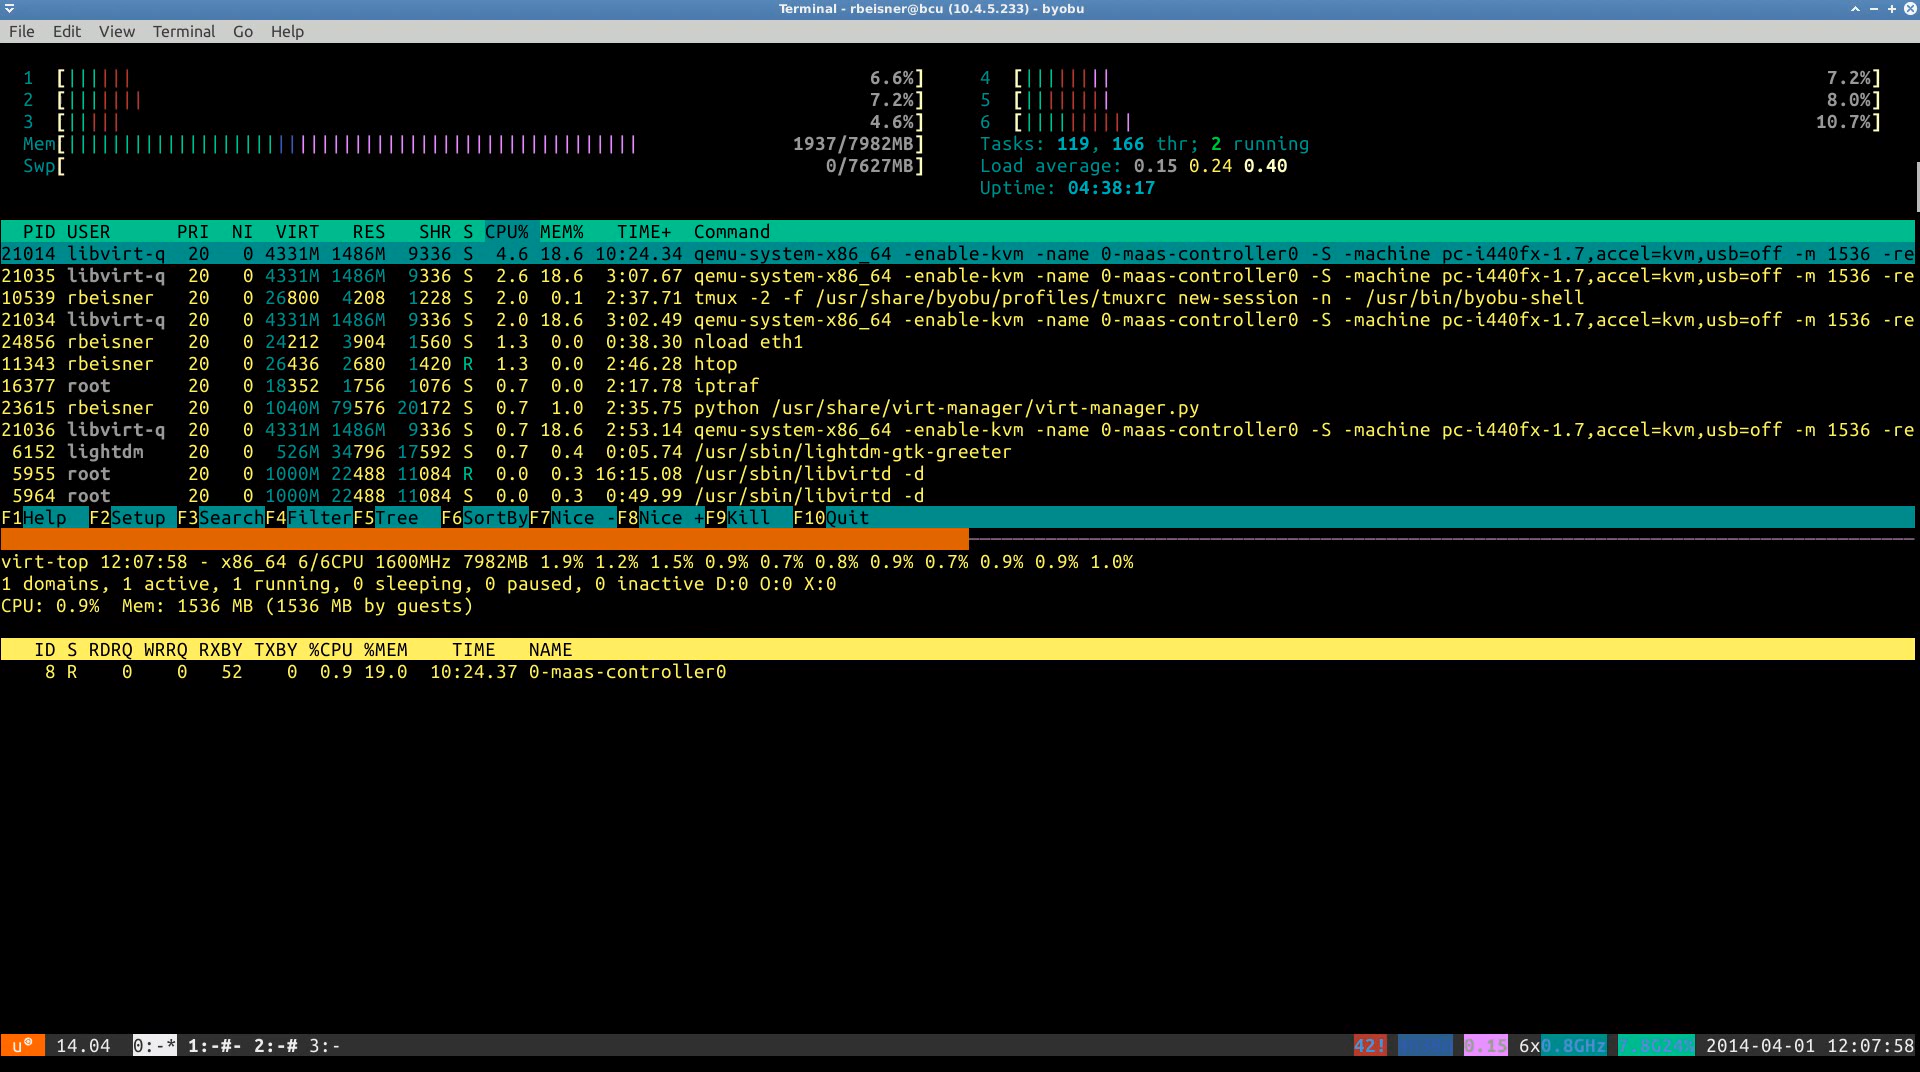 Terminal - rbeisner@bcu (10.4.5.233) - byobu
File Edit View Terminal Go Help
1 [|||||| 6.6%] 4 [|||||||| 7.2%]
2 [||||||| 7.2%] 5 [|||||||| 8.0%]
3 [||||| 4.6%] 6 [|||||||||| 10.7%]
Mem[|||||||||||||||||||||||||||||||||||||||||||||||||||| 1937/7982MB] Tasks: 119, 166 thr; 2 running
Swp[ 0/7627MB] Load average: 0.15 0.24 0.40
Uptime: 04:38:17
PID USER PRI NI VIRT RES SHR S CPU% MEM% TIME+ Command
21014 libvirt-q 20 0 4331M 1486M 9336 S 4.6 18.6 10:24.34 qemu-system-x86_64 -enable-kvm -name 0-maas-controller0 -S -machine pc-i440fx-1.7,accel=kvm,usb=off -m 1536 -re
21035 libvirt-q 20 0 4331M 1486M 9336 S 2.6 18.6 3:07.67 qemu-system-x86_64 -enable-kvm -name 0-maas-controller0 -S -machine pc-i440fx-1.7,accel=kvm,usb=off -m 1536 -re
10539 rbeisner 20 0 26800 4208 1228 S 2.0 0.1 2:37.71 tmux -2 -f /usr/share/byobu/profiles/tmuxrc new-session -n - /usr/bin/byobu-shell
21034 libvirt-q 20 0 4331M 1486M 9336 S 2.0 18.6 3:02.49 qemu-system-x86_64 -enable-kvm -name 0-maas-controller0 -S -machine pc-i440fx-1.7,accel=kvm,usb=off -m 1536 -re
24856 rbeisner 20 0 24212 3904 1560 S 1.3 0.0 0:38.30 nload eth1
11343 rbeisner 20 0 26436 2680 1420 R 1.3 0.0 2:46.28 htop
16377 root 20 0 18352 1756 1076 S 0.7 0.0 2:17.78 iptraf
23615 rbeisner 20 0 1040M 79576 20172 S 0.7 1.0 2:35.75 python /usr/share/virt-manager/virt-manager.py
21036 libvirt-q 20 0 4331M 1486M 9336 S 0.7 18.6 2:53.14 qemu-system-x86_64 -enable-kvm -name 0-maas-controller0 -S -machine pc-i440fx-1.7,accel=kvm,usb=off -m 1536 -re
6152 lightdm 20 0 526M 34796 17592 S 0.7 0.4 0:05.74 /usr/sbin/lightdm-gtk-greeter
5955 root 20 0 1000M 22488 11084 R 0.0 0.3 16:15.08 /usr/sbin/libvirtd -d
5964 root 20 0 1000M 22488 11084 S 0.0 0.3 0:49.99 /usr/sbin/libvirtd -d
F1Help F2Setup F3SearchF4FilterF5Tree F6SortByF7Nice -F8Nice +F9Kill F10Quit
virt-top 12:07:58 - x86_64 6/6CPU 1600MHz 7982MB 1.9% 1.2% 1.5% 0.9% 0.7% 0.8% 0.9% 0.7% 0.9% 0.9% 1.0%
1 domains, 1 active, 1 running, 0 sleeping, 0 paused, 0 inactive D:0 O:0 X:0
CPU: 0.9% Mem: 1536 MB (1536 MB by guests)
ID S RDRQ WRRQ RXBY TXBY %CPU %MEM TIME NAME
8 R 0 0 52 0 0.9 19.0 10:24.37 0-maas-controller0
u® 14.04 0:-* 1:-#- 2:-# 3:- 42! 0.15 6x0.8GHz 2014-04-01 12:07:58